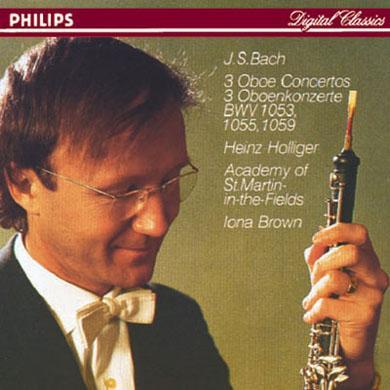 PHILIPS
Digital Classics
J.S.Bach
3 Oboe Concertos
3 Oboenkonzerte
BWV 1053,
1055, 1059
Heinz Holliger
Academy of
St. Martin-
in-the-Fields
Iona Brown